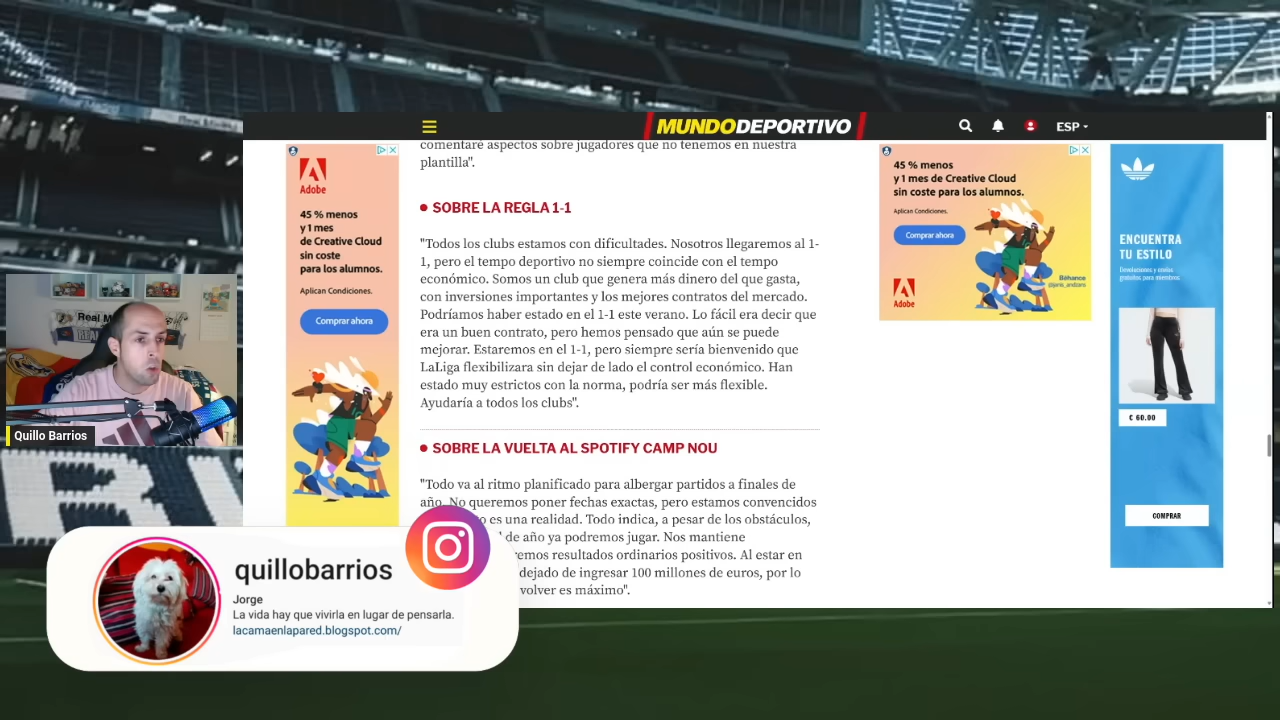 MUNDODEPORTIVO
ESP
comentaré aspectos sobre jugadores que no tenemos en nuestra
plantilla".
SOBRE LA REGLA 1-1
"Todos los clubs estamos con dificultades. Nosotros llegaremos al 1-
1, pero el tempo deportivo no siempre coincide con el tempo
económico. Somos un club que genera más dinero del que gasta,
con inversiones importantes y los mejores contratos del mercado.
Podríamos haber estado en el 1-1 este verano. Lo fácil era decir que
era un buen contrato, pero hemos pensado que aún se puede
mejorar. Estaremos en el 1-1, pero siempre sería bienvenido que
LaLiga flexibilizara sin dejar de lado el control económico. Han
estado muy estrictos con la norma, podría ser más flexible.
Ayudaría a todos los clubs".
SOBRE LA VUELTA AL SPOTIFY CAMP NOU
"Todo va al ritmo planificado para albergar partidos a finales de
año. No queremos poner fechas exactas, pero estamos convencidos
es una realidad. Todo indica, a pesar de los obstáculos,
de año ya podremos jugar. Nos mantiene
resultados ordinarios positivos. Al estar en
dejado de ingresar 100 millones de euros, por lo
volver es máximo".
Adobe
45 % menos
y 1 mes
de Creative Cloud
sin coste
para los alumnos.
Aplican Condiciones.
Comprar ahora
45 % menos
y 1 mes de Creative Cloud
sin coste para los alumnos.
Aplican Condiciones.
Comprar ahora
Adobe
Bēhance
@janis_andzans
ENCUENTRA
TU ESTILO
Devoluciones y envíos
gratuitos para miembros
€ 60.00
COMPRAR
Real M
Quillo Barrios
quillobarrios
Jorge
La vida hay que vivirla en lugar de pensarla.
lacamaenlapared.blogspot.com/